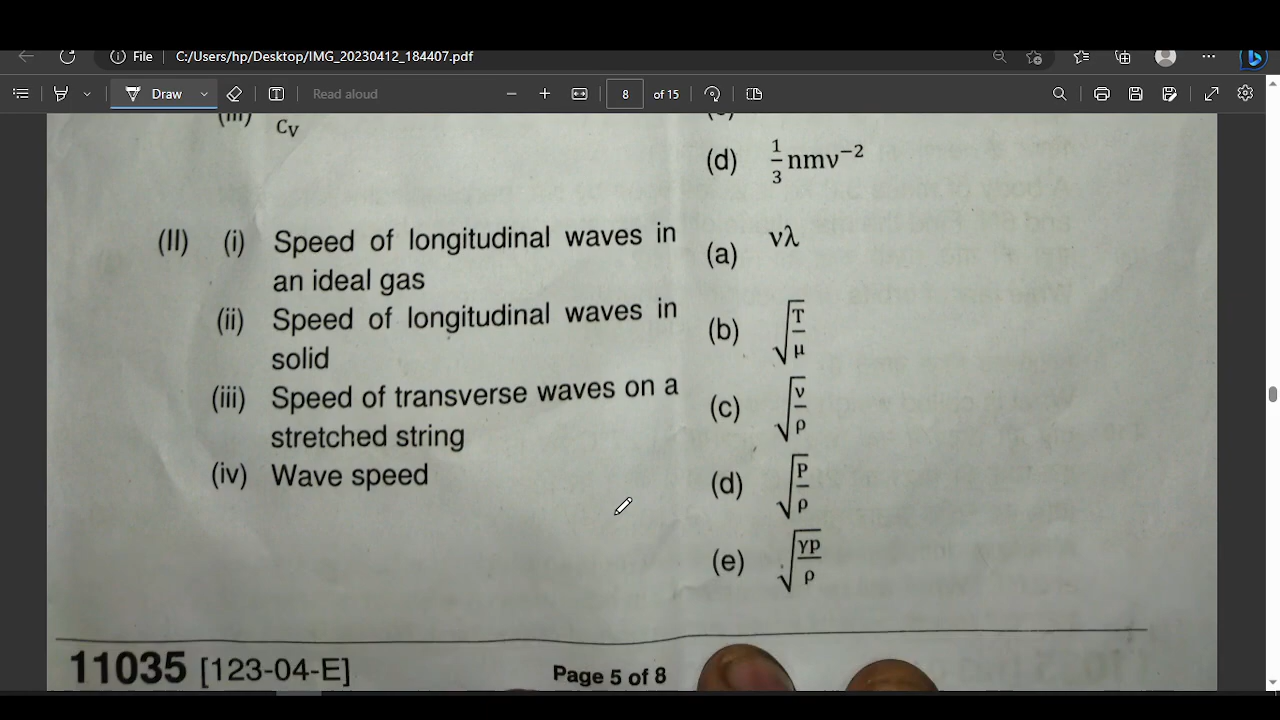 File C:/Users/hp/Desktop/IMG_20230412_184407.pdf
Draw Read aloud 8 of 15
(iii) Cv
(d) 1/3 nmv⁻²
(II) (i) Speed of longitudinal waves in an ideal gas
(a) νλ
(ii) Speed of longitudinal waves in solid
(b) √(T/μ)
(iii) Speed of transverse waves on a stretched string
(c) √(ν/ρ)
(iv) Wave speed
(d) √(P/ρ)
(e) √(γp/ρ)
11035 [123-04-E] Page 5 of 8